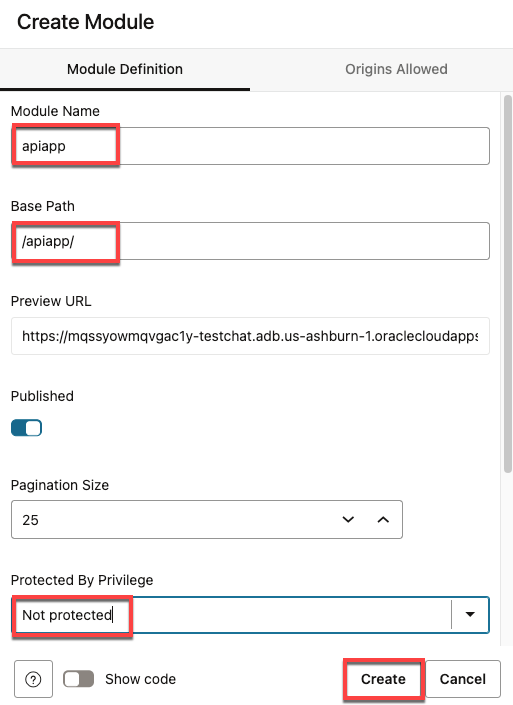 Create Module
Module Definition
Origins Allowed
Module Name
apiapp
Base Path
/apiapp/
Preview URL
https://mqssyowmqvgac1y-testchat.adb.us-ashburn-1.oraclecloudapps
Published
Pagination Size
25
Protected By Privilege
Not protected
?
Show code
Create
Cancel